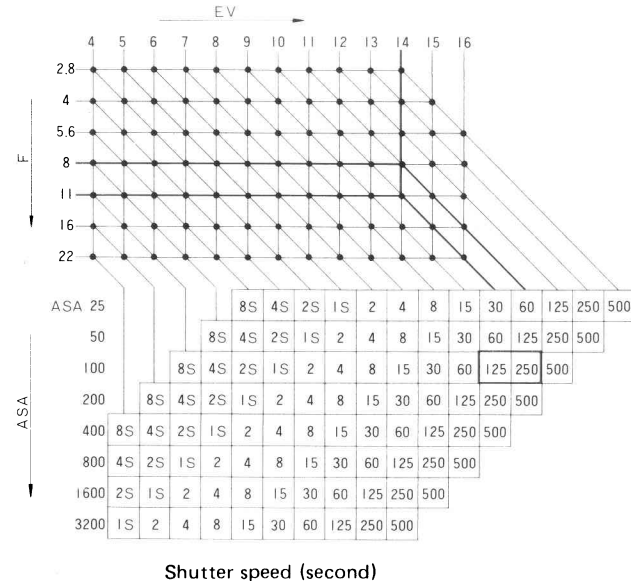 EV
4 5 6 7 8 9 10 11 12 13 14 15 16
2.8
4
5.6
F
8
11
16
22
ASA 25 8S 4S 2S 1S 2 4 8 15 30 60 125 250 500
50 8S 4S 2S 1S 2 4 8 15 30 60 125 250 500
100 8S 4S 2S 1S 2 4 8 15 30 60 125 250 500
200 8S 4S 2S 1S 2 4 8 15 30 60 125 250 500
ASA
400 8S 4S 2S 1S 2 4 8 15 30 60 125 250 500
800 4S 2S 1S 2 4 8 15 30 60 125 250 500
1600 2S 1S 2 4 8 15 30 60 125 250 500
3200 1S 2 4 8 15 30 60 125 250 500
Shutter speed (second)